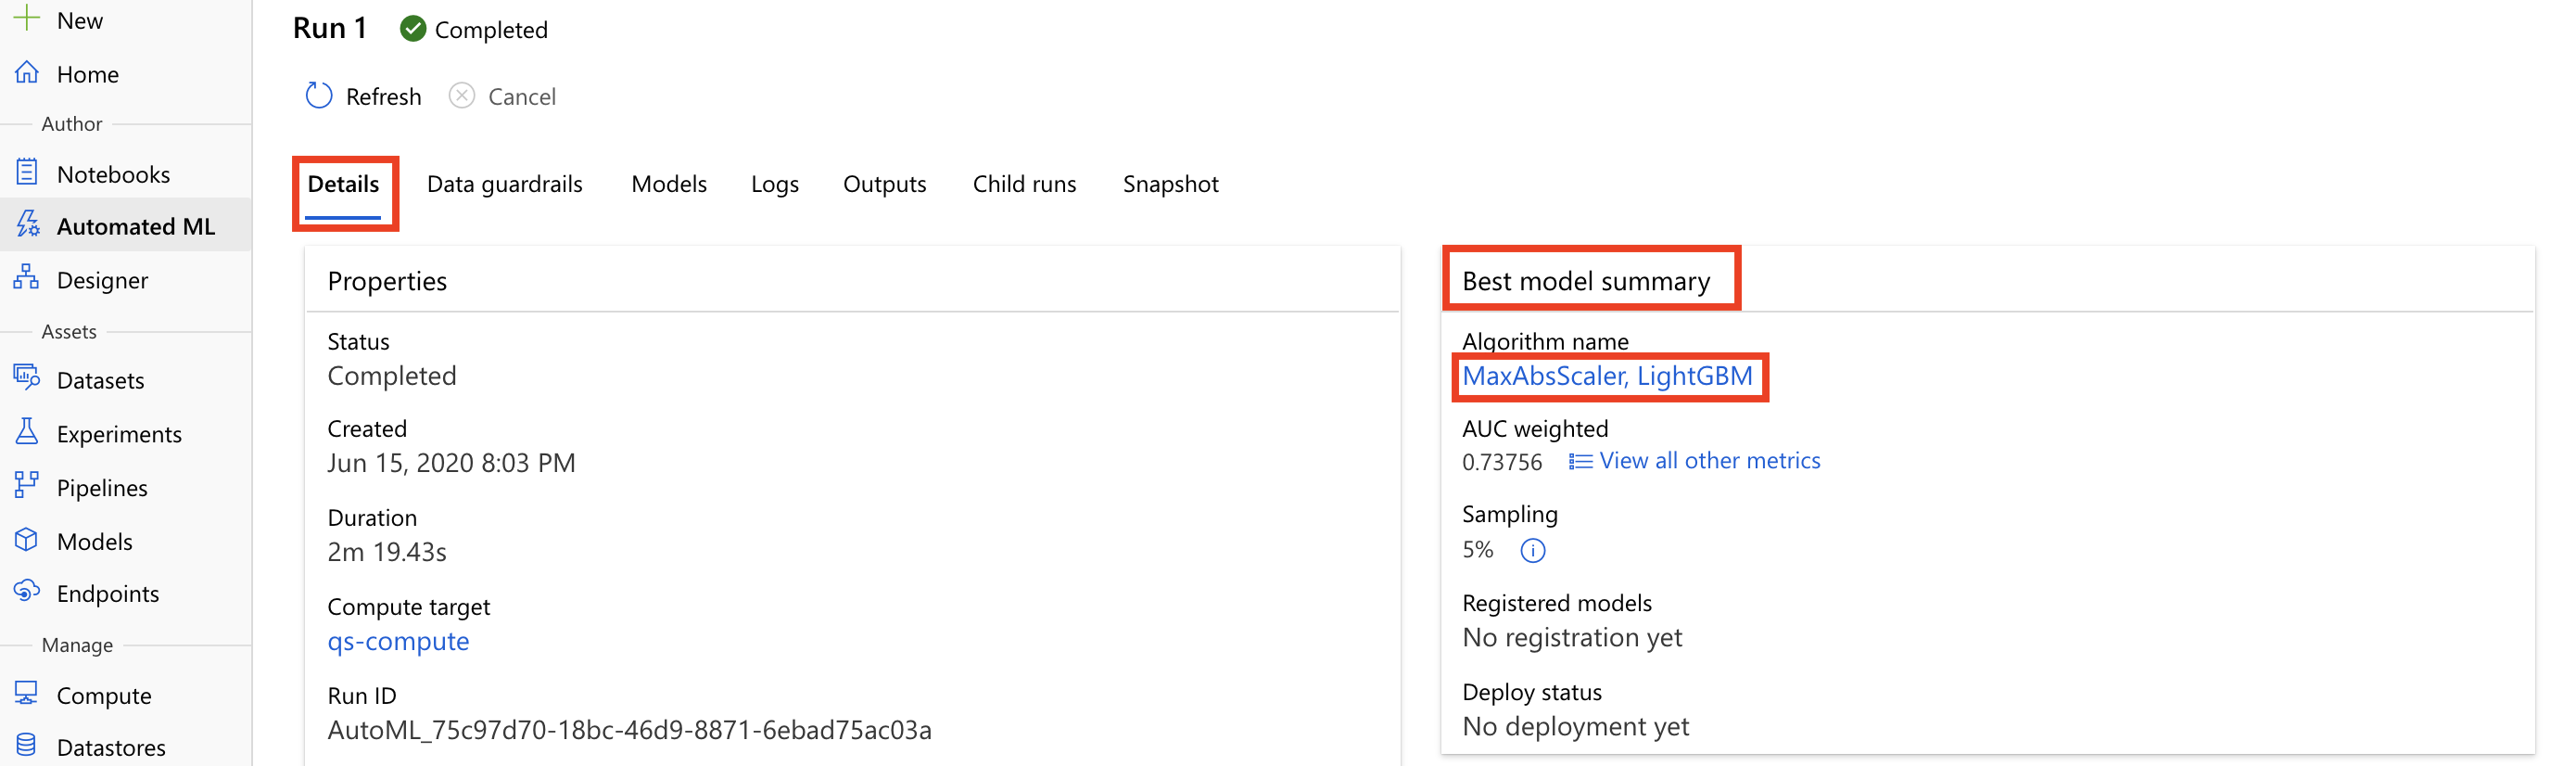 New
Home
Author
Notebooks
Automated ML
Designer
Assets
Datasets
Experiments
Pipelines
Models
Endpoints
Manage
Compute
Datastores
Run 1 Completed
Refresh Cancel
Details Data guardrails Models Logs Outputs Child runs Snapshot
Properties
Status
Completed
Created
Jun 15, 2020 8:03 PM
Duration
2m 19.43s
Compute target
qs-compute
Run ID
AutoML_75c97d70-18bc-46d9-8871-6ebad75ac03a
Best model summary
Algorithm name
MaxAbsScaler, LightGBM
AUC weighted
0.73756 View all other metrics
Sampling
5%
Registered models
No registration yet
Deploy status
No deployment yet